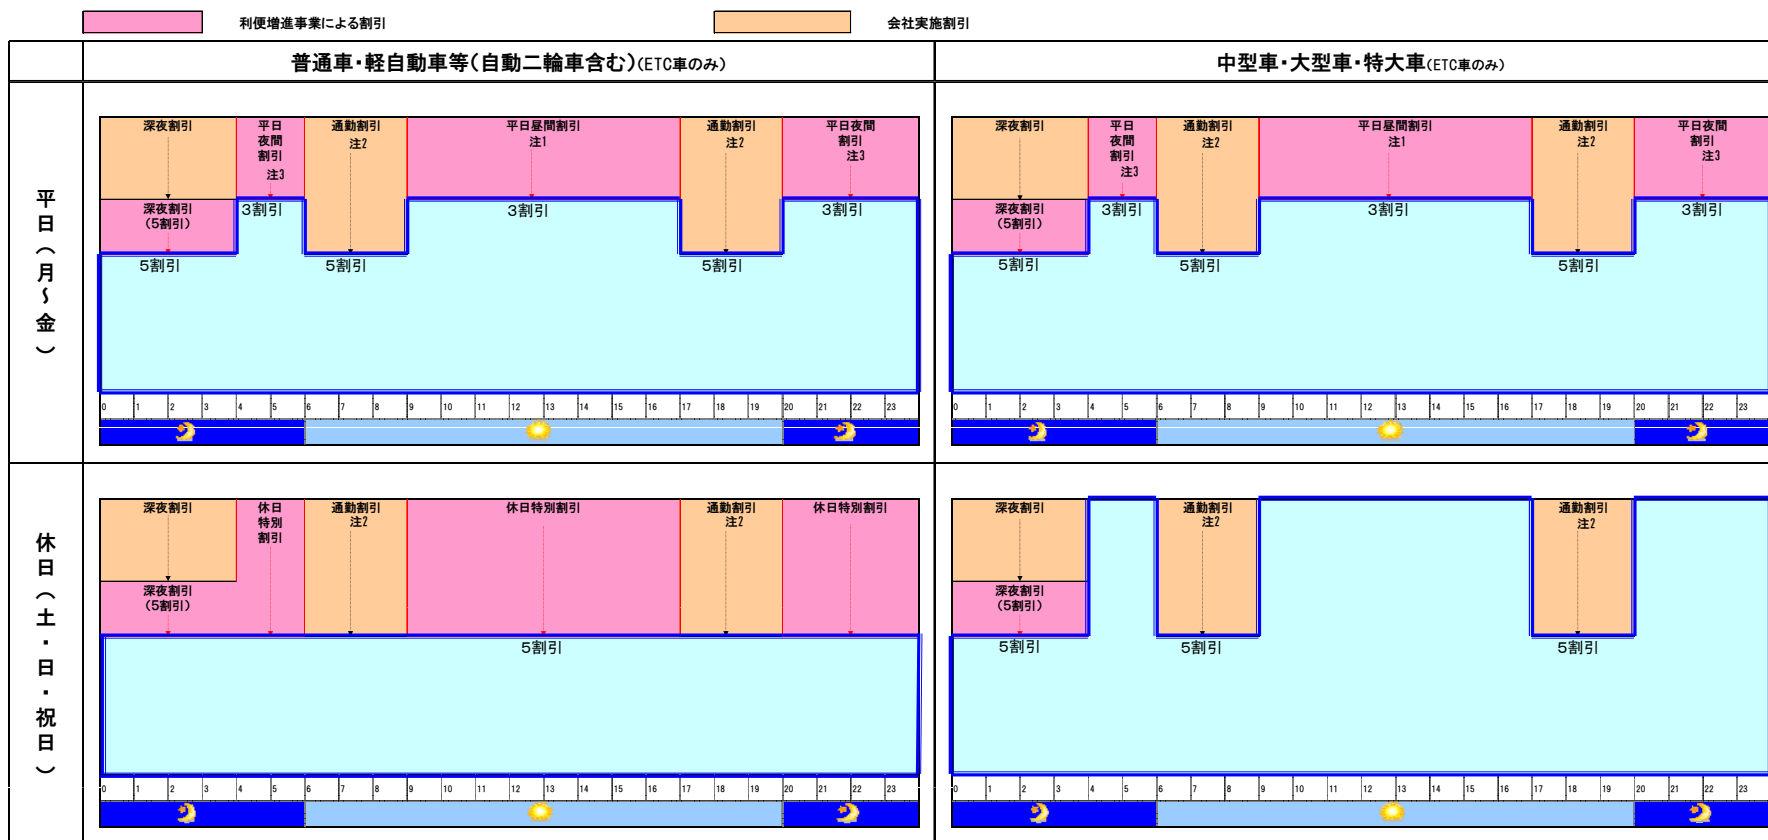 利便増進事業による割引
会社実施割引
普通車・軽自動車等(自動二輪車含む)(ETC車のみ)
中型車・大型車・特大車(ETC車のみ)
平日(月~金)
深夜割引
平日
夜間
割引
注3
通勤割引
注2
平日昼間割引
注1
通勤割引
注2
平日夜間
割引
注3
深夜割引
(5割引)
3割引
3割引
3割引
5割引
5割引
5割引
0 1 2 3 4 5 6 7 8 9 10 11 12 13 14 15 16 17 18 19 20 21 22 23
深夜割引
平日
夜間
割引
注3
通勤割引
注2
平日昼間割引
注1
通勤割引
注2
平日夜間
割引
注3
深夜割引
(5割引)
3割引
3割引
3割引
5割引
5割引
5割引
0 1 2 3 4 5 6 7 8 9 10 11 12 13 14 15 16 17 18 19 20 21 22 23
休日(土・日・祝日)
深夜割引
休日
特別
割引
通勤割引
注2
休日特別割引
通勤割引
注2
休日特別割引
深夜割引
(5割引)
5割引
0 1 2 3 4 5 6 7 8 9 10 11 12 13 14 15 16 17 18 19 20 21 22 23
深夜割引
通勤割引
注2
通勤割引
注2
深夜割引
(5割引)
5割引
5割引
5割引
0 1 2 3 4 5 6 7 8 9 10 11 12 13 14 15 16 17 18 19 20 21 22 23